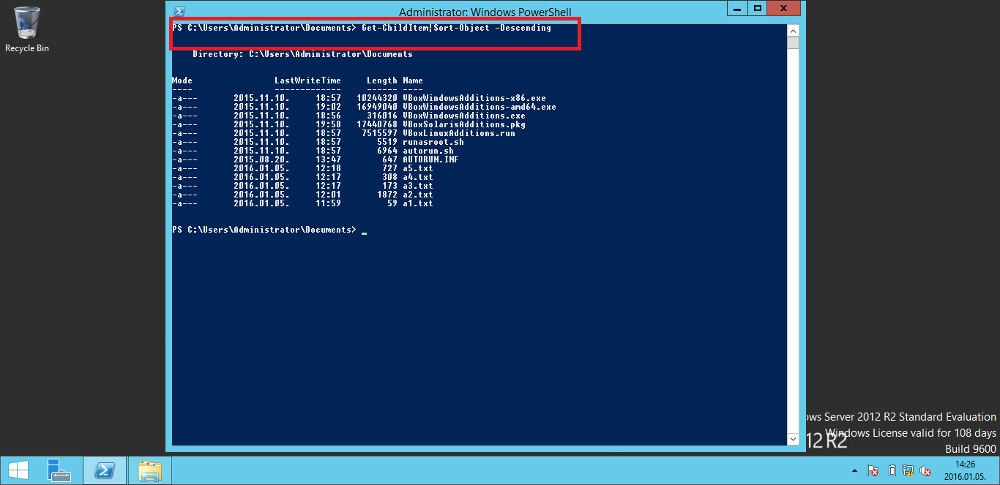 Recycle Bin
Administrator: Windows PowerShell
PS C:\Users\Administrator\Documents> Get-ChildItem|Sort-Object -Descending
Directory: C:\Users\Administrator\Documents
Mode LastWriteTime Length Name
---- ------------- ------ ----
-a--- 2015.11.10. 18:57 10244320 VBoxWindowsAdditions-x86.exe
-a--- 2015.11.10. 19:02 16949040 VBoxWindowsAdditions-amd64.exe
-a--- 2015.11.10. 18:56 316016 VBoxWindowsAdditions.exe
-a--- 2015.11.10. 19:58 17440768 VBoxSolarisAdditions.pkg
-a--- 2015.11.10. 18:57 7515597 VBoxLinuxAdditions.run
-a--- 2015.11.10. 18:57 5519 runasroot.sh
-a--- 2015.11.10. 18:57 6964 autorun.sh
-a--- 2015.08.20. 13:47 647 AUTORUN.INF
-a--- 2016.01.05. 12:18 727 a5.txt
-a--- 2016.01.05. 12:17 308 a4.txt
-a--- 2016.01.05. 12:17 173 a3.txt
-a--- 2016.01.05. 12:01 1872 a2.txt
-a--- 2016.01.05. 11:59 59 a1.txt
PS C:\Users\Administrator\Documents> _
ows Server 2012 R2 Standard Evaluation
Windows License valid for 108 days
12 R2
Build 9600
14:26
2016.01.05.